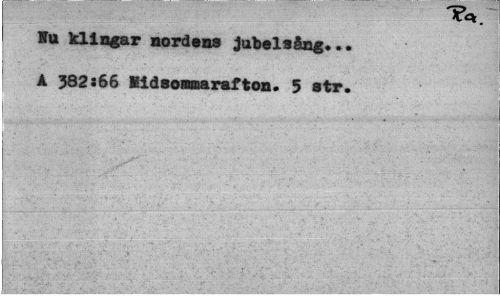 Ra.
Nu klingar nordens jubelsång...
A 382:66 Midsommarafton. 5 str.